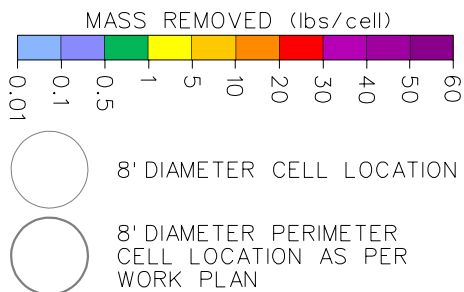 MASS REMOVED (lbs/cell)
0.01 0.1 0.5 1 5 10 20 30 40 50 60
8' DIAMETER CELL LOCATION
8' DIAMETER PERIMETER
CELL LOCATION AS PER
WORK PLAN